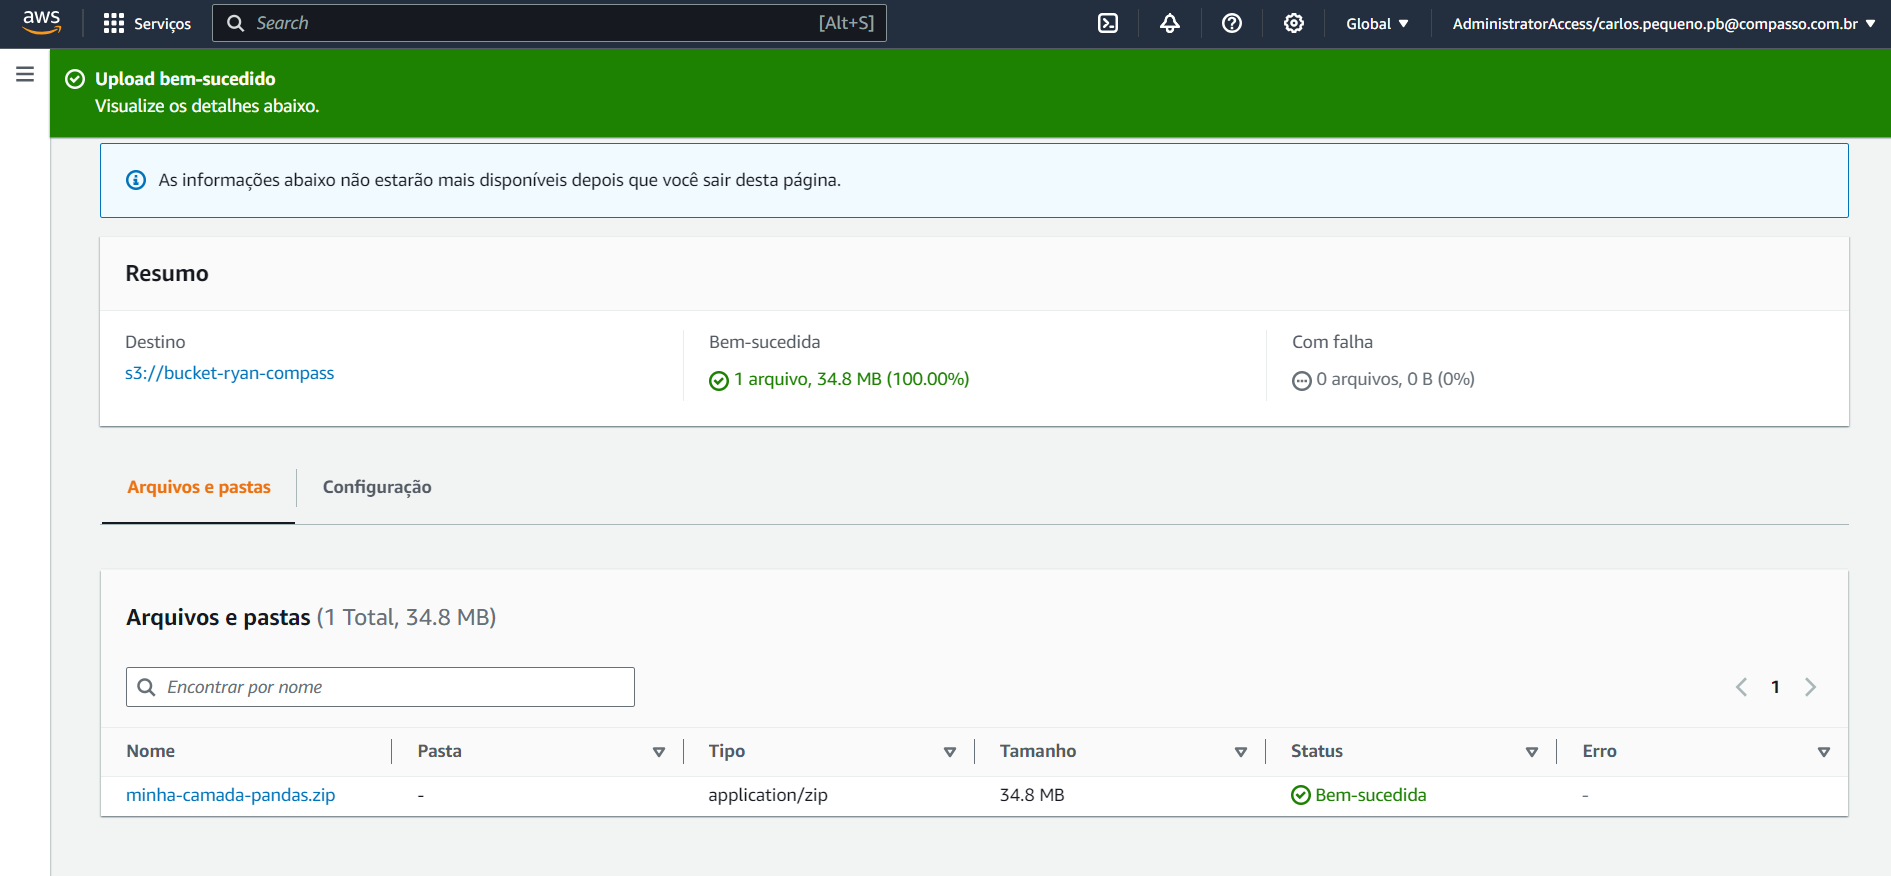 aws Serviços Search [Alt+S] Global AdministratorAccess/carlos.pequeno.pb@compasso.com.br
Upload bem-sucedido
Visualize os detalhes abaixo.
As informações abaixo não estarão mais disponíveis depois que você sair desta página.
Resumo
Destino Bem-sucedida Com falha
s3://bucket-ryan-compass 1 arquivo, 34.8 MB (100.00%) 0 arquivos, 0 B (0%)
Arquivos e pastas Configuração
Arquivos e pastas (1 Total, 34.8 MB)
Encontrar por nome 1
Nome Pasta Tipo Tamanho Status Erro
minha-camada-pandas.zip - application/zip 34.8 MB Bem-sucedida -